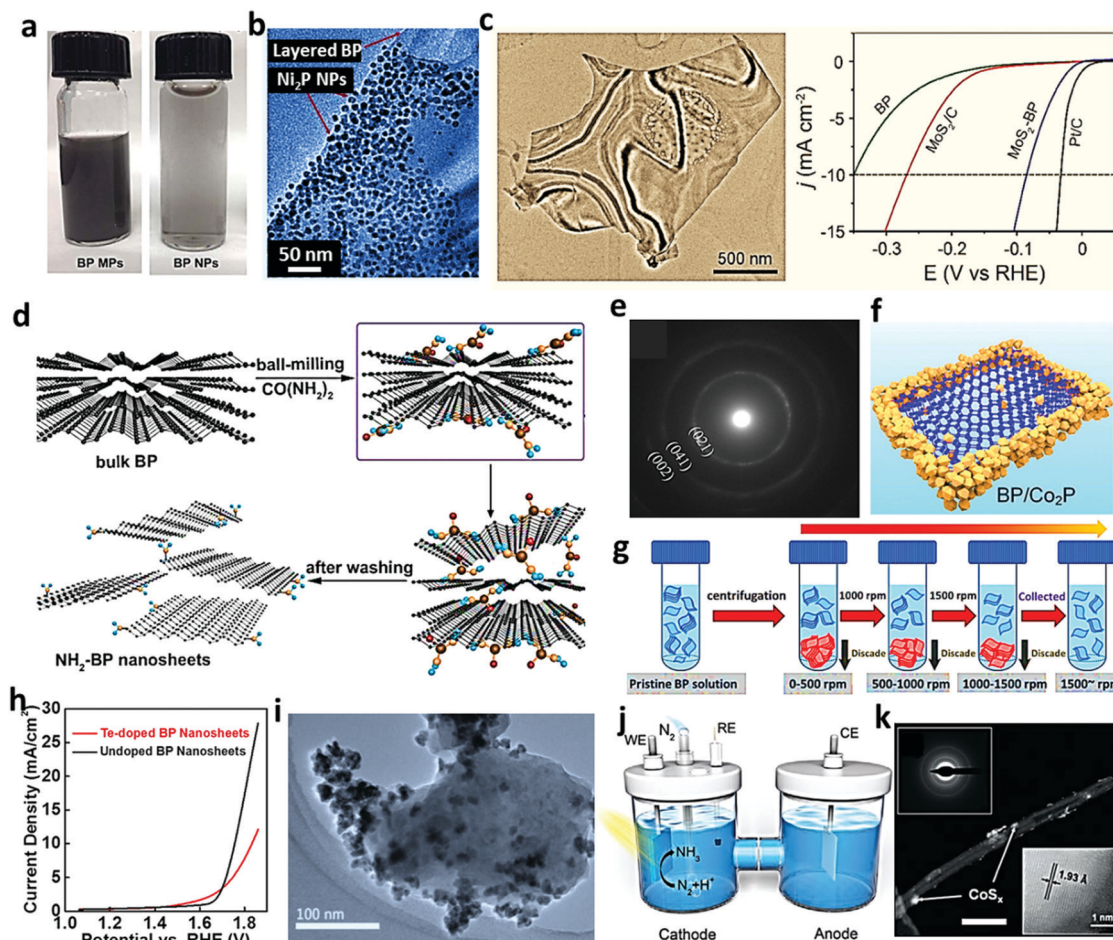 a
BP MPs
BP NPs
b
Layered BP
Ni₂P NPs
50 nm
c
500 nm
j (mA cm⁻²)
0
-5
-10
-15
BP
MoS₂/C
MoS₂-BP
Pt/C
-0.3
-0.2
-0.1
0
E (V vs RHE)
d
ball-milling
CO(NH₂)₂
bulk BP
after washing
NH₂-BP nanosheets
e
(002)
(041)
(021)
f
BP/Co₂P
g
centrifugation
1000 rpm
1500 rpm
Collected
Discade
Discade
Discade
Pristine BP solution
0-500 rpm
500-1000 rpm
1000-1500 rpm
1500~ rpm
h
Current Density (mA/cm²)
30
25
20
15
10
5
0
Te-doped BP Nanosheets
Undoped BP Nanosheets
1.0
1.2
1.4
1.6
1.8
Potential vs. RHE (V)
i
100 nm
j
WE
N₂
RE
CE
NH₃
N₂+H⁺
Cathode
Anode
k
CoSₓ
1.93 Å
1 nm